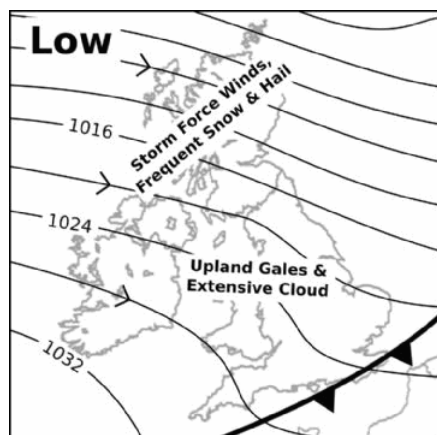 Low
Storm Force Winds,
Frequent Snow & Hail
1016
1024
Upland Gales &
Extensive Cloud
1032